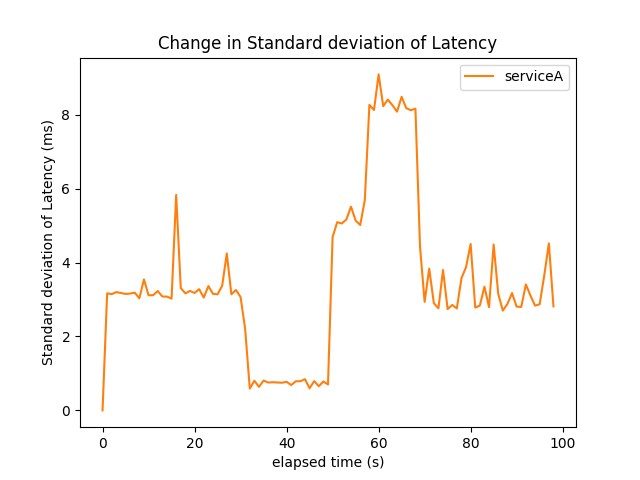 Change in Standard deviation of Latency
serviceA
Standard deviation of Latency (ms)
8
6
4
2
0
0 20 40 60 80 100
elapsed time (s)